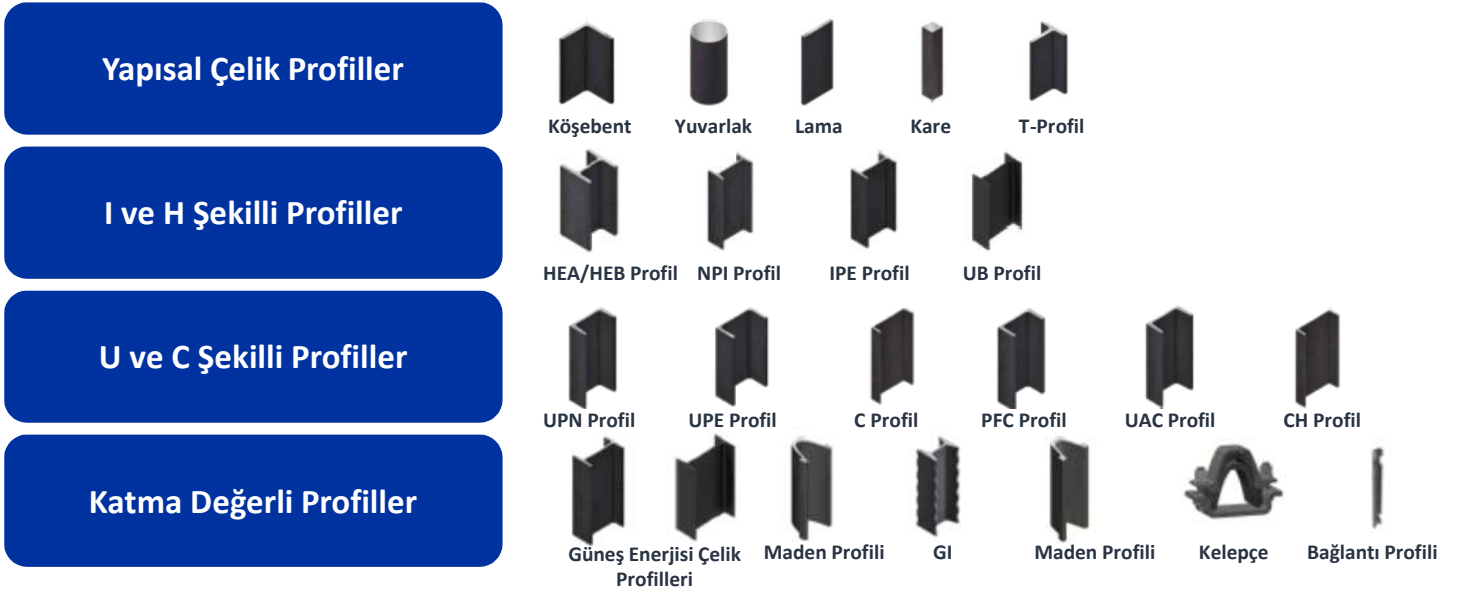 Yapısal Çelik Profiller
Köşebent Yuvarlak Lama Kare T-Profil
I ve H Şekilli Profiller
HEA/HEB Profil NPI Profil IPE Profil UB Profil
U ve C Şekilli Profiller
UPN Profil UPE Profil C Profil PFC Profil UAC Profil CH Profil
Katma Değerli Profiller
Güneş Enerjisi Çelik Profilleri Maden Profili GI Maden Profili Kelepçe Bağlantı Profili